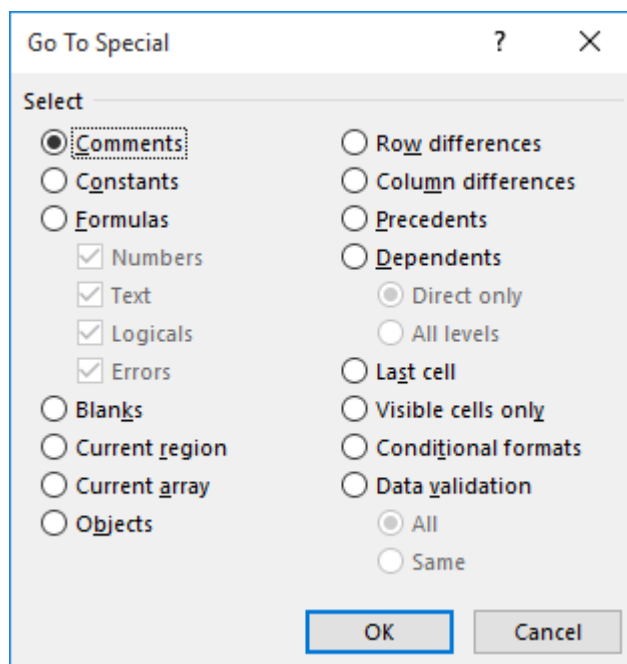 Go To Special
?
Select
Comments
Constants
Formulas
Numbers
Text
Logicals
Errors
Blanks
Current region
Current array
Objects
Row differences
Column differences
Precedents
Dependents
Direct only
All levels
Last cell
Visible cells only
Conditional formats
Data validation
All
Same
OK
Cancel